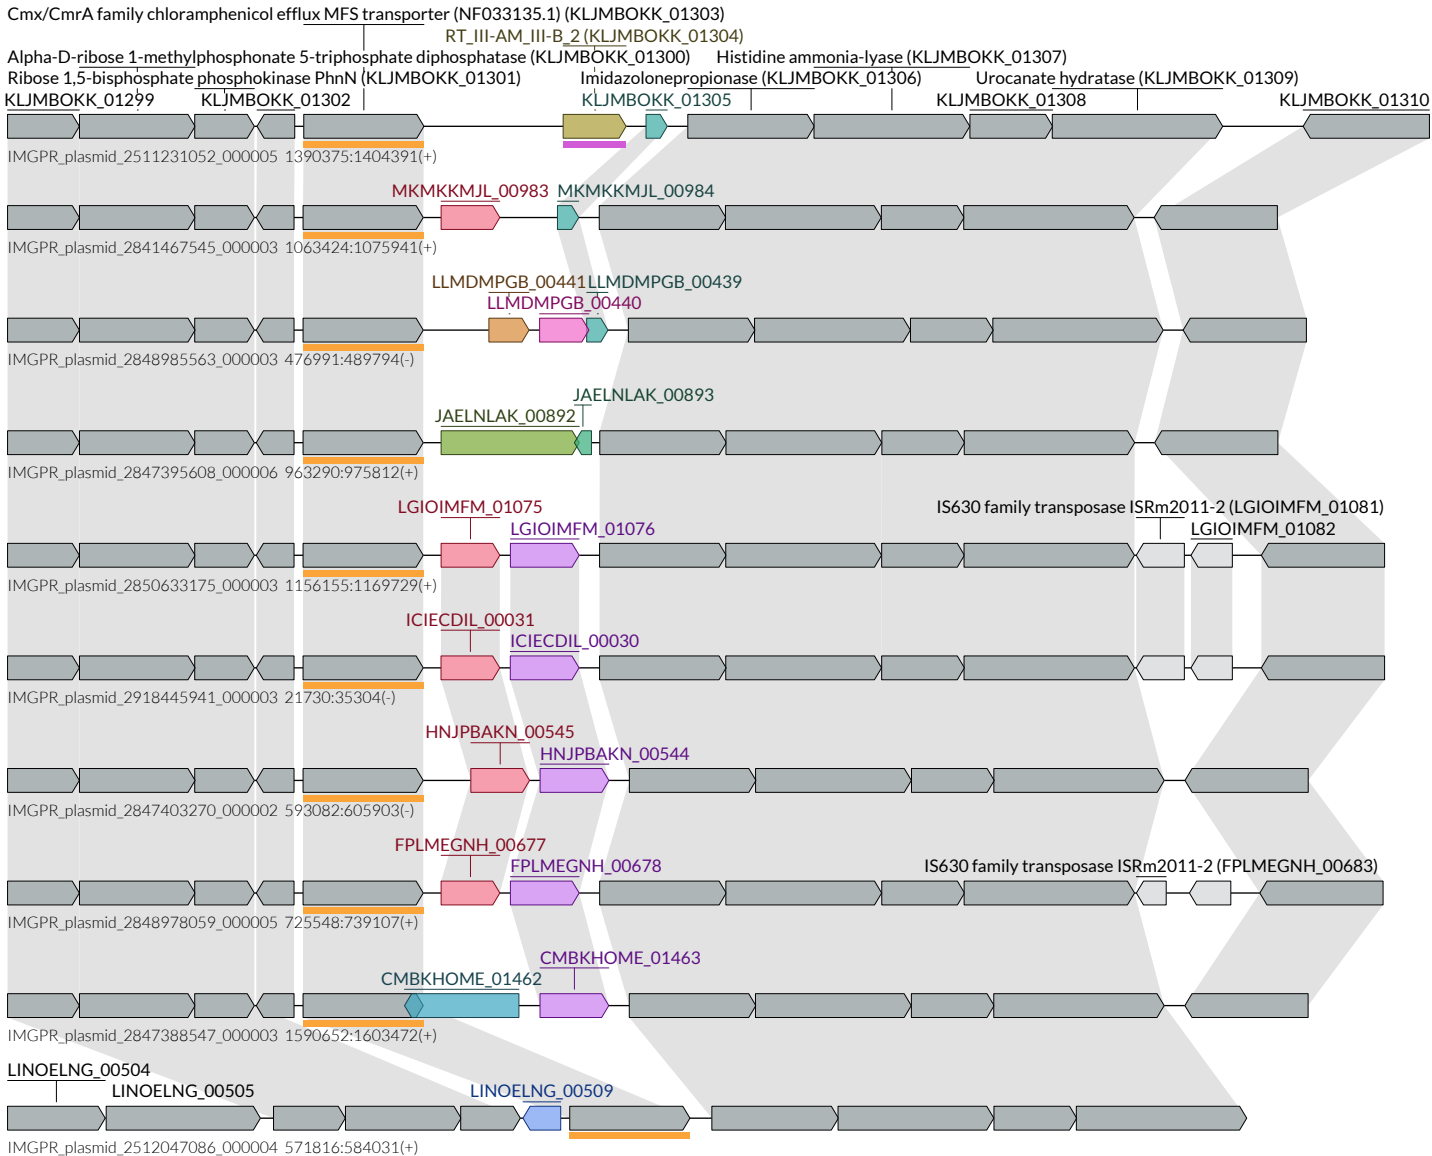 Cmx/CmrA family chloramphenicol efflux MFS transporter (NF033135.1) (KLJMBOKK_01303)
RT_III-AM_III-B_2 (KLJMBOKK_01304)
Alpha-D-ribose 1-methylphosphonate 5-triphosphate diphosphatase (KLJMBOKK_01300) Histidine ammonia-lyase (KLJMBOKK_01307)
Ribose 1,5-bisphosphate phosphokinase PhnN (KLJMBOKK_01301) Imidazolonepropionase (KLJMBOKK_01306) Urocanate hydratase (KLJMBOKK_01309)
KLJMBOKK_01299 KLJMBOKK_01302 KLJMBOKK_01305 KLJMBOKK_01308 KLJMBOKK_01310
IMGPR_plasmid_2511231052_000005 1390375:1404391(+)
MKMKKMJL_00983 MKMKKMJL_00984
IMGPR_plasmid_2841467545_000003 1063424:1075941(+)
LLMDMPGB_00441 LLMDMPGB_00439
LLMDMPGB_00440
IMGPR_plasmid_2848985563_000003 476991:489794(-)
JAELNLAK_00893
JAELNLAK_00892
IMGPR_plasmid_2847395608_000006 963290:975812(+)
LGIOIMFM_01075 IS630 family transposase ISRm2011-2 (LGIOIMFM_01081)
LGIOIMFM_01076 LGIOIMFM_01082
IMGPR_plasmid_2850633175_000003 1156155:1169729(+)
ICIECDIL_00031
ICIECDIL_00030
IMGPR_plasmid_2918445941_000003 21730:35304(-)
HNJPBAKN_00545
HNJPBAKN_00544
IMGPR_plasmid_2847403270_000002 593082:605903(-)
FPLMEGNH_00677
FPLMEGNH_00678 IS630 family transposase ISRm2011-2 (FPLMEGNH_00683)
IMGPR_plasmid_2848978059_000005 725548:739107(+)
CMBKHOME_01463
CMBKHOME_01462
IMGPR_plasmid_2847388547_000003 1590652:1603472(+)
LINOELNG_00504
LINOELNG_00505 LINOELNG_00509
IMGPR_plasmid_2512047086_000004 571816:584031(+)